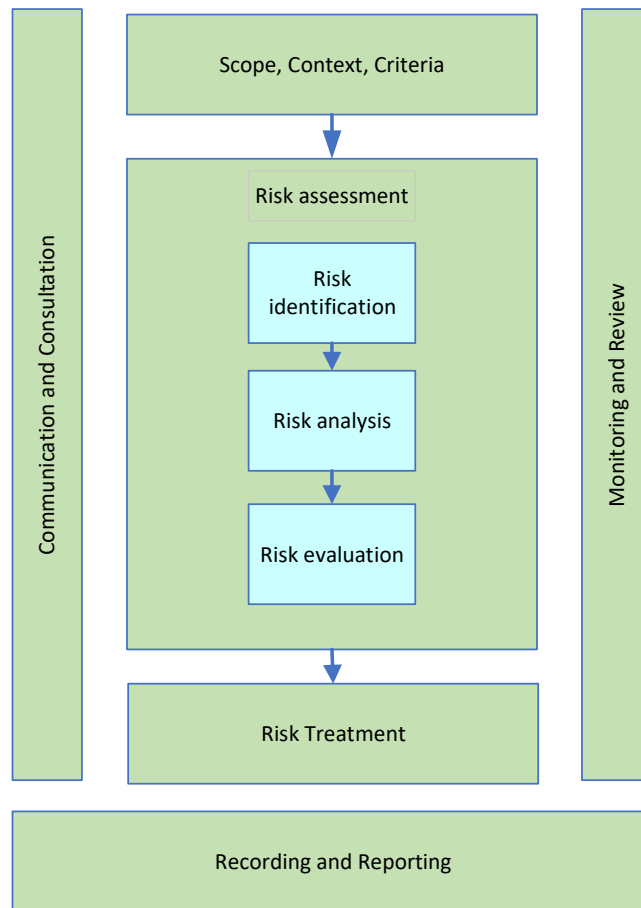 Scope, Context, Criteria
Communication and Consultation
Risk assessment
Risk
identification
Risk analysis
Risk evaluation
Monitoring and Review
Risk Treatment
Recording and Reporting